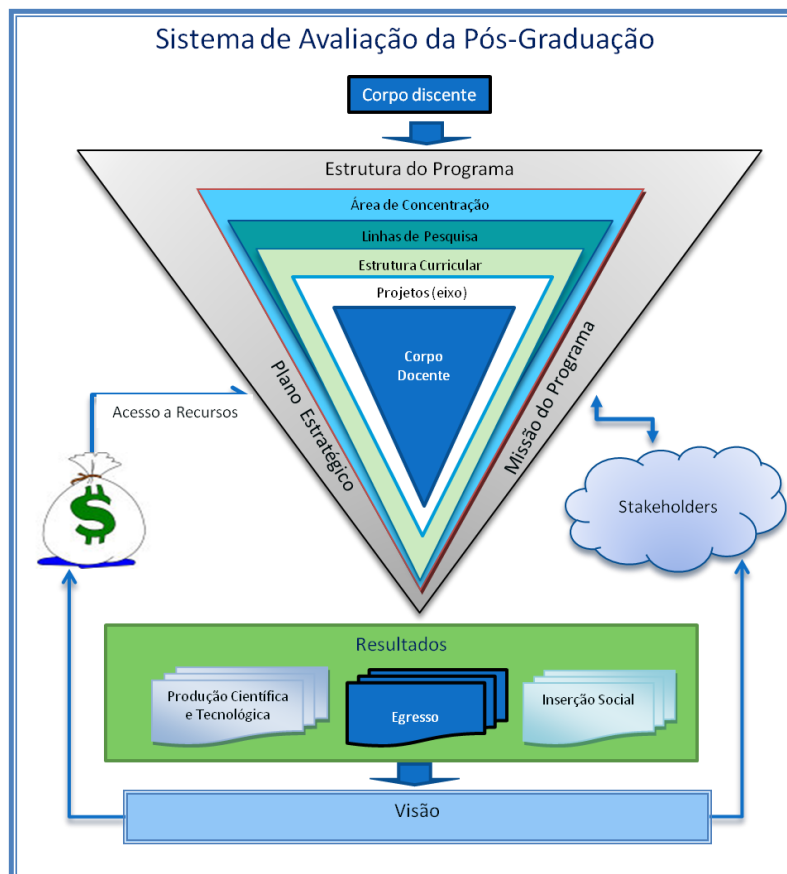 Sistema de Avaliação da Pós-Graduação
Corpo discente
Estrutura do Programa
Área de Concentração
Linhas de Pesquisa
Estrutura Curricular
Projetos (eixo)
Corpo
Docente
Plano Estratégico
Missão do Programa
Acesso a Recursos
$
Stakeholders
Resultados
Produção Científica
e Tecnológica
Egresso
Inserção Social
Visão